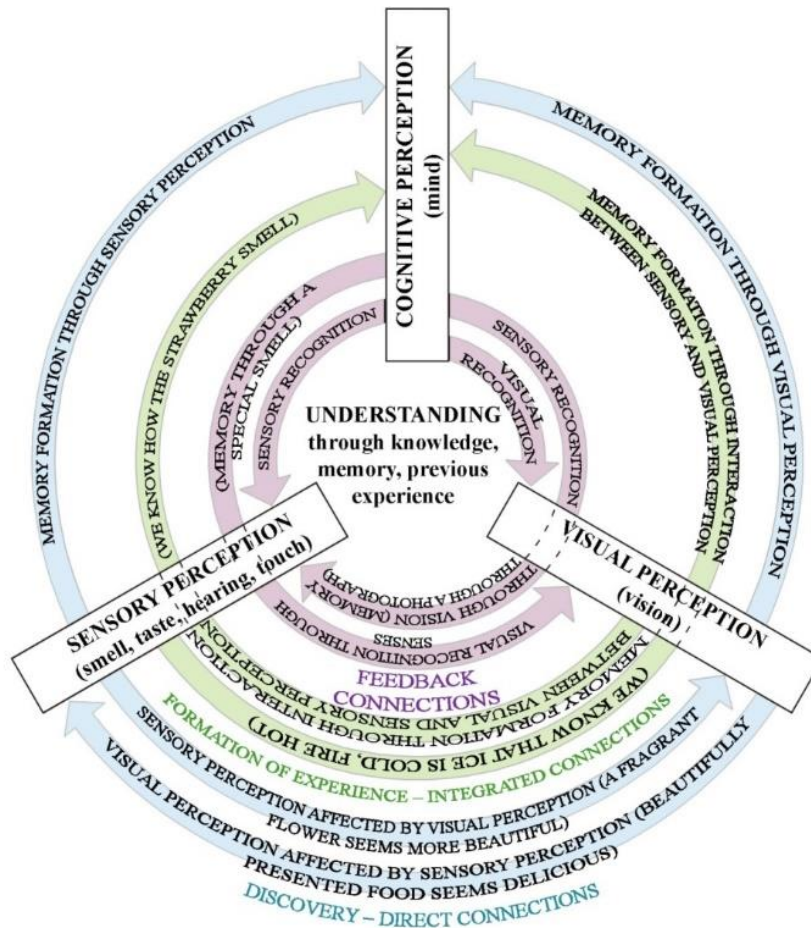 COGNITIVE PERCEPTION
(mind)
MEMORY FORMATION THROUGH SENSORY PERCEPTION
MEMORY FORMATION THROUGH VISUAL PERCEPTION
(WE KNOW HOW THE STRAWBERRY SMELL)
MEMORY FORMATION THROUGH INTERACTION
BETWEEN SENSORY AND VISUAL PERCEPTION
(MEMORY THROUGH A
SPECIAL SMELL)
SENSORY RECOGNITION
SENSORY RECOGNITION
VISUAL
RECOGNITION
UNDERSTANDING
through knowledge,
memory, previous
experience
SENSORY PERCEPTION
(smell, taste, hearing, touch)
VISUAL PERCEPTION
(vision)
THROUGH VISION (MEMORY
THROUGH A PHOTOGRAPH)
VISUAL RECOGNITION THROUGH
SENSES
FEEDBACK
CONNECTIONS
MEMORY FORMATION THROUGH INTERACTION
BETWEEN VISUAL AND SENSORY PERCEPTION
(WE KNOW THAT ICE IS COLD, FIRE HOT)
FORMATION OF EXPERIENCE – INTEGRATED CONNECTIONS
SENSORY PERCEPTION AFFECTED BY VISUAL PERCEPTION (A FRAGRANT
FLOWER SEEMS MORE BEAUTIFUL)
VISUAL PERCEPTION AFFECTED BY SENSORY PERCEPTION (BEAUTIFULLY
PRESENTED FOOD SEEMS DELICIOUS)
DISCOVERY – DIRECT CONNECTIONS